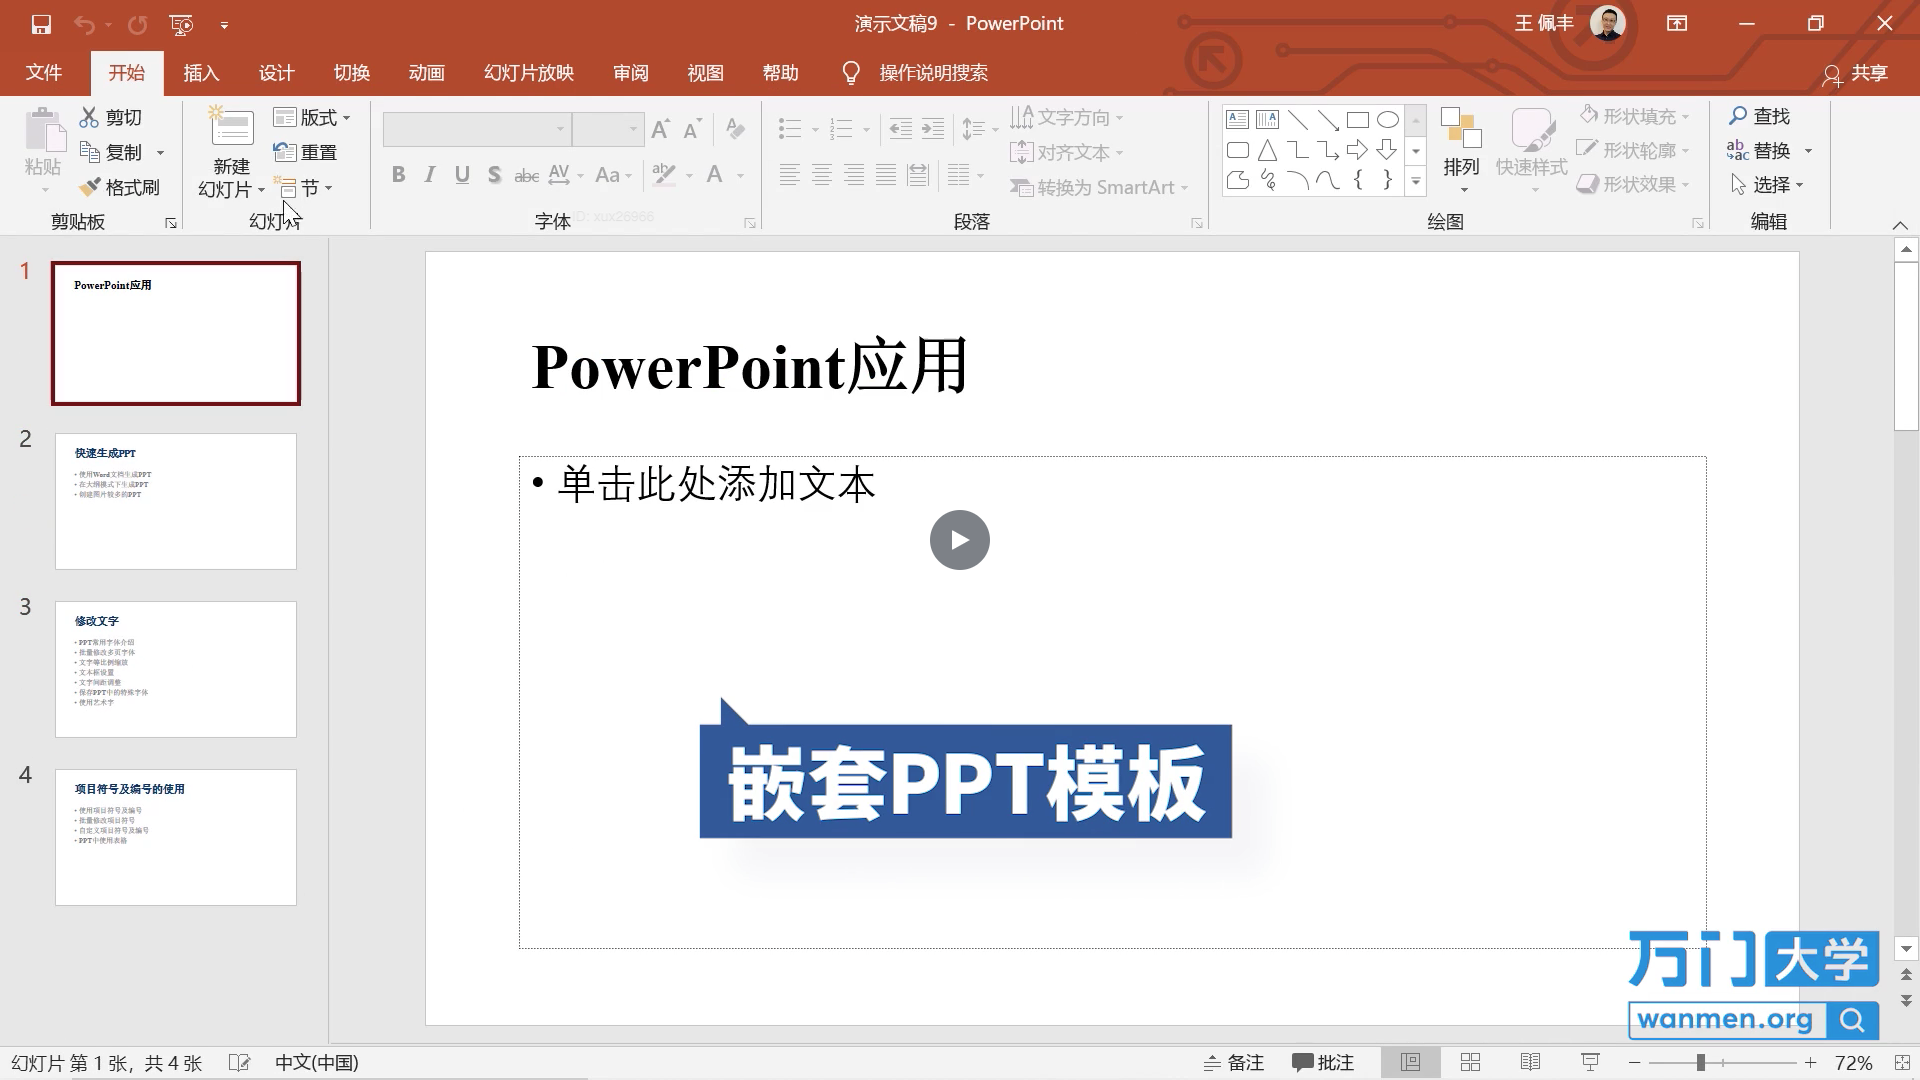 演示文稿9 - PowerPoint
王 佩丰
文件 开始 插入 设计 切换 动画 幻灯片放映 审阅 视图 帮助 操作说明搜索 共享
粘贴
剪切
复制
格式刷
剪贴板
新建
幻灯片
版式
重置
节
幻灯片
B I U S abc AV Aa A
字体
ID: xux26966
文字方向
对齐文本
转换为 SmartArt
段落
排列
快速样式
形状填充
形状轮廓
形状效果
绘图
查找
替换
选择
编辑
1
PowerPoint应用
2
快速生成PPT
• 使用Word文档生成PPT
• 在大纲模式下生成PPT
• 创建图片较多的PPT
3
修改文字
• PPT常用字体介绍
• 批量修改多页字体
• 文字等比例缩放
• 文本框设置
• 文字间距调整
• 保存PPT中的特殊字体
• 使用艺术字
4
项目符号及编号的使用
• 使用项目符号及编号
• 批量修改项目符号
• 自定义项目符号及编号
• PPT中使用表格
PowerPoint应用
• 单击此处添加文本
嵌套PPT模板
万门大学
wanmen.org
幻灯片 第 1 张，共 4 张 中文(中国) 备注 批注 72%